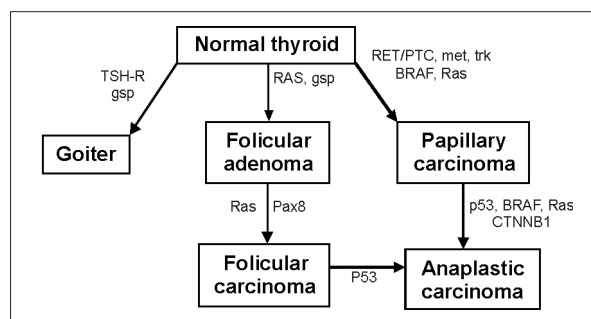 Normal thyroid
TSH-R
gsp
RAS, gsp
RET/PTC, met, trk
BRAF, Ras
Goiter
Folicular
adenoma
Papillary
carcinoma
Ras
Pax8
p53, BRAF, Ras
CTNNB1
Folicular
carcinoma
P53
Anaplastic
carcinoma